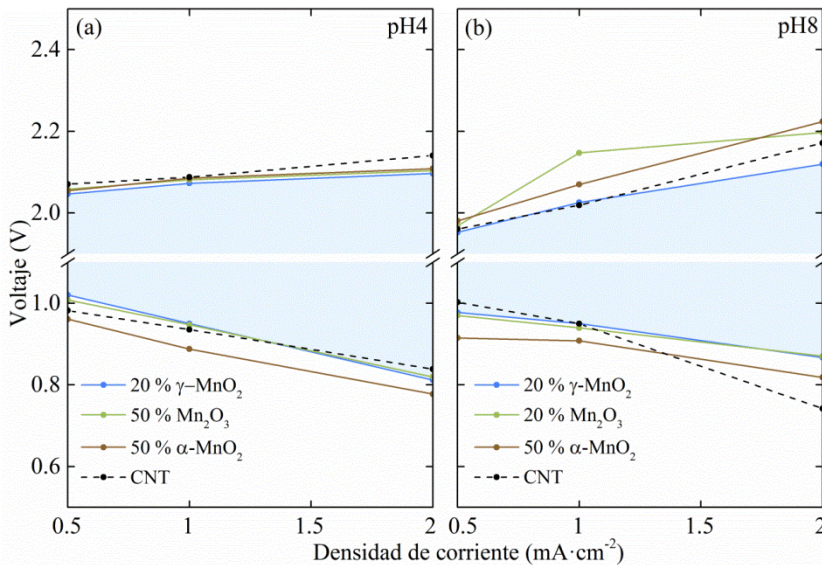 (a)
pH4
(b)
pH8
2.4
2.2
2.0
1.0
0.8
0.6
Voltaje (V)
20 % γ–MnO₂
50 % Mn₂O₃
50 % α-MnO₂
CNT
20 % γ-MnO₂
20 % Mn₂O₃
50 % α-MnO₂
CNT
0.5 1 1.5 2 0.5 1 1.5 2
Densidad de corriente (mA·cm⁻²)